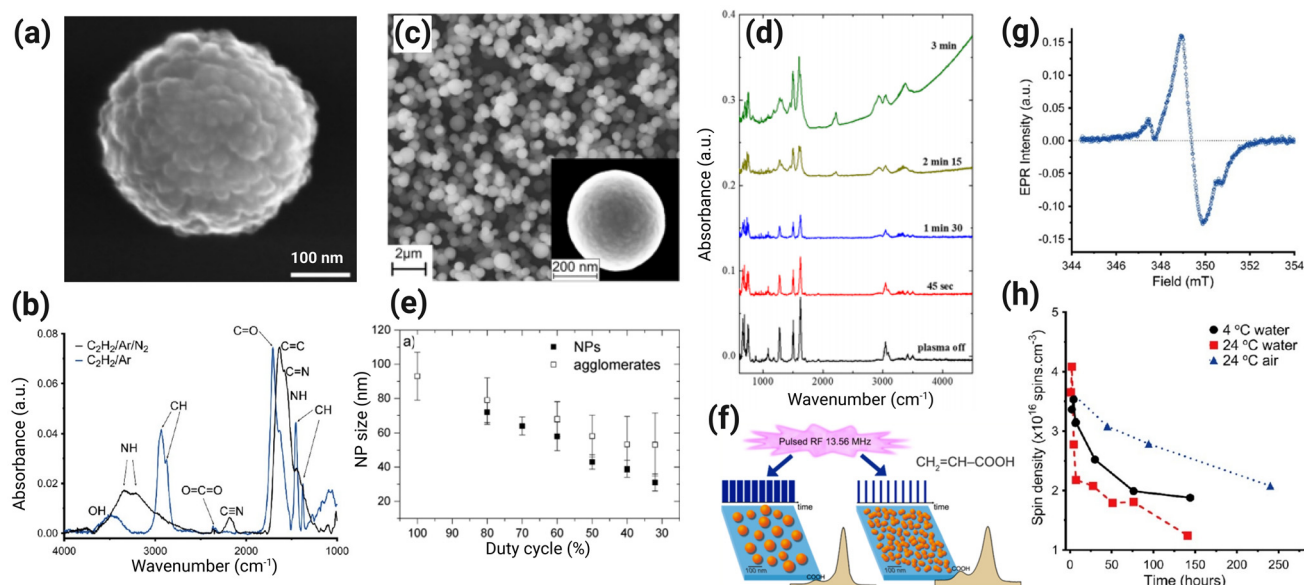 (a)
100 nm
(b)
Absorbance (a.u.)
0.08
0.06
0.04
0.02
0.00
4000
3000
2000
1000
Wavenumber (cm-1)
C2H2/Ar/N2
C2H2/Ar
OH
NH
CH
O=C=O
C≡N
C=O
C=C
C=N
NH
CH
(c)
2µm
200 nm
(d)
Absorbance (a.u.)
0.4
0.3
0.2
0.1
0.0
3 min
2 min 15
1 min 30
45 sec
plasma off
1000
2000
3000
4000
Wavenumber (cm-1)
(e)
a)
NPs
agglomerates
NP size (nm)
120
100
80
60
40
20
100
90
80
70
60
50
40
30
Duty cycle (%)
(f)
Pulsed RF 13.56 MHz
CH2=CH–COOH
time
time
100 nm
100 nm
COOH
COOH
(g)
EPR Intensity (a.u.)
0.15
0.10
0.05
0.00
-0.05
-0.10
-0.15
344
346
348
350
352
354
Field (mT)
(h)
4 ºC water
24 ºC water
24 ºC air
Spin density (x10^16 spins.cm-3)
4
3
2
1
0
50
100
150
200
250
Time (hours)